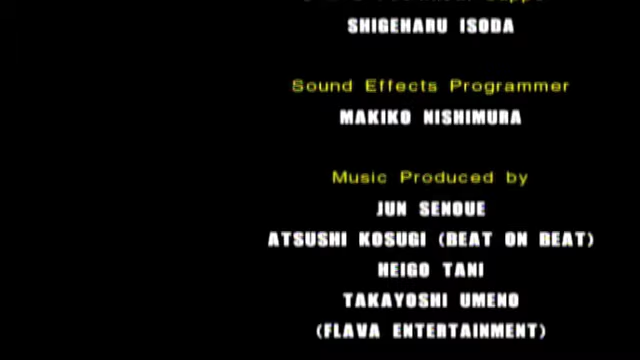 SHIGEHARU ISODA
Sound Effects Programmer
MAKIKO NISHIMURA
Music Produced by
JUN SENOUE
ATSUSHI KOSUGI (BEAT ON BEAT)
HEIGO TANI
TAKAYOSHI UMENO
(FLAVA ENTERTAINMENT)